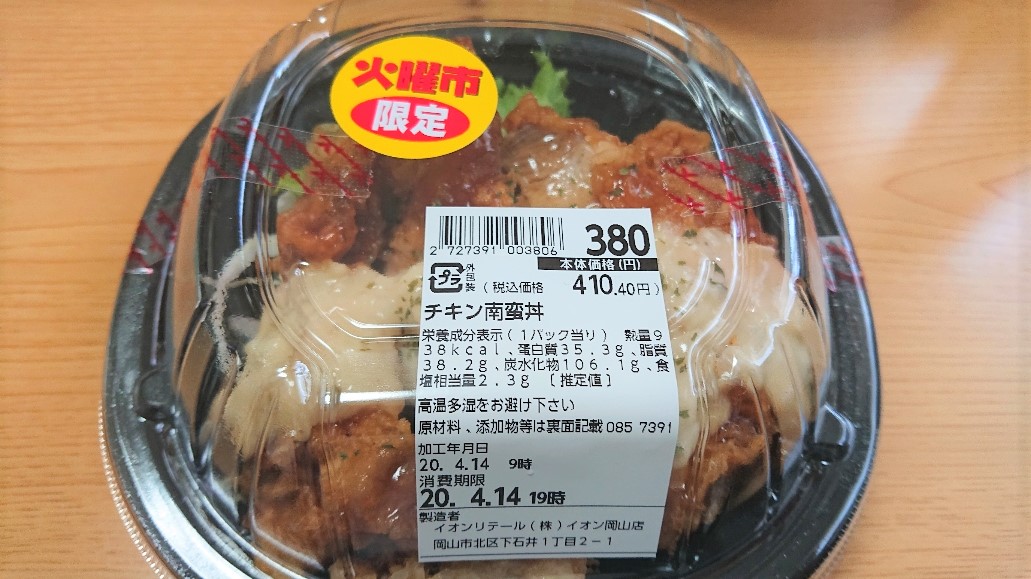 火曜市
限定
2 727391 003806
380
本体価格(円)
プラ
外包装
(税込価格 410.40円)
チキン南蛮丼
栄養成分表示(1パック当り) 熱量9
38kcal、蛋白質35.3g、脂質
38.2g、炭水化物106.1g、食
塩相当量2.3g 〔推定値〕
高温多湿をお避け下さい
原材料、添加物等は裏面記載 085 7391
加工年月日
20. 4.14 9時
消費期限
20. 4.14 19時
製造者
イオンリテール(株)イオン岡山店
岡山市北区下石井1丁目2-1